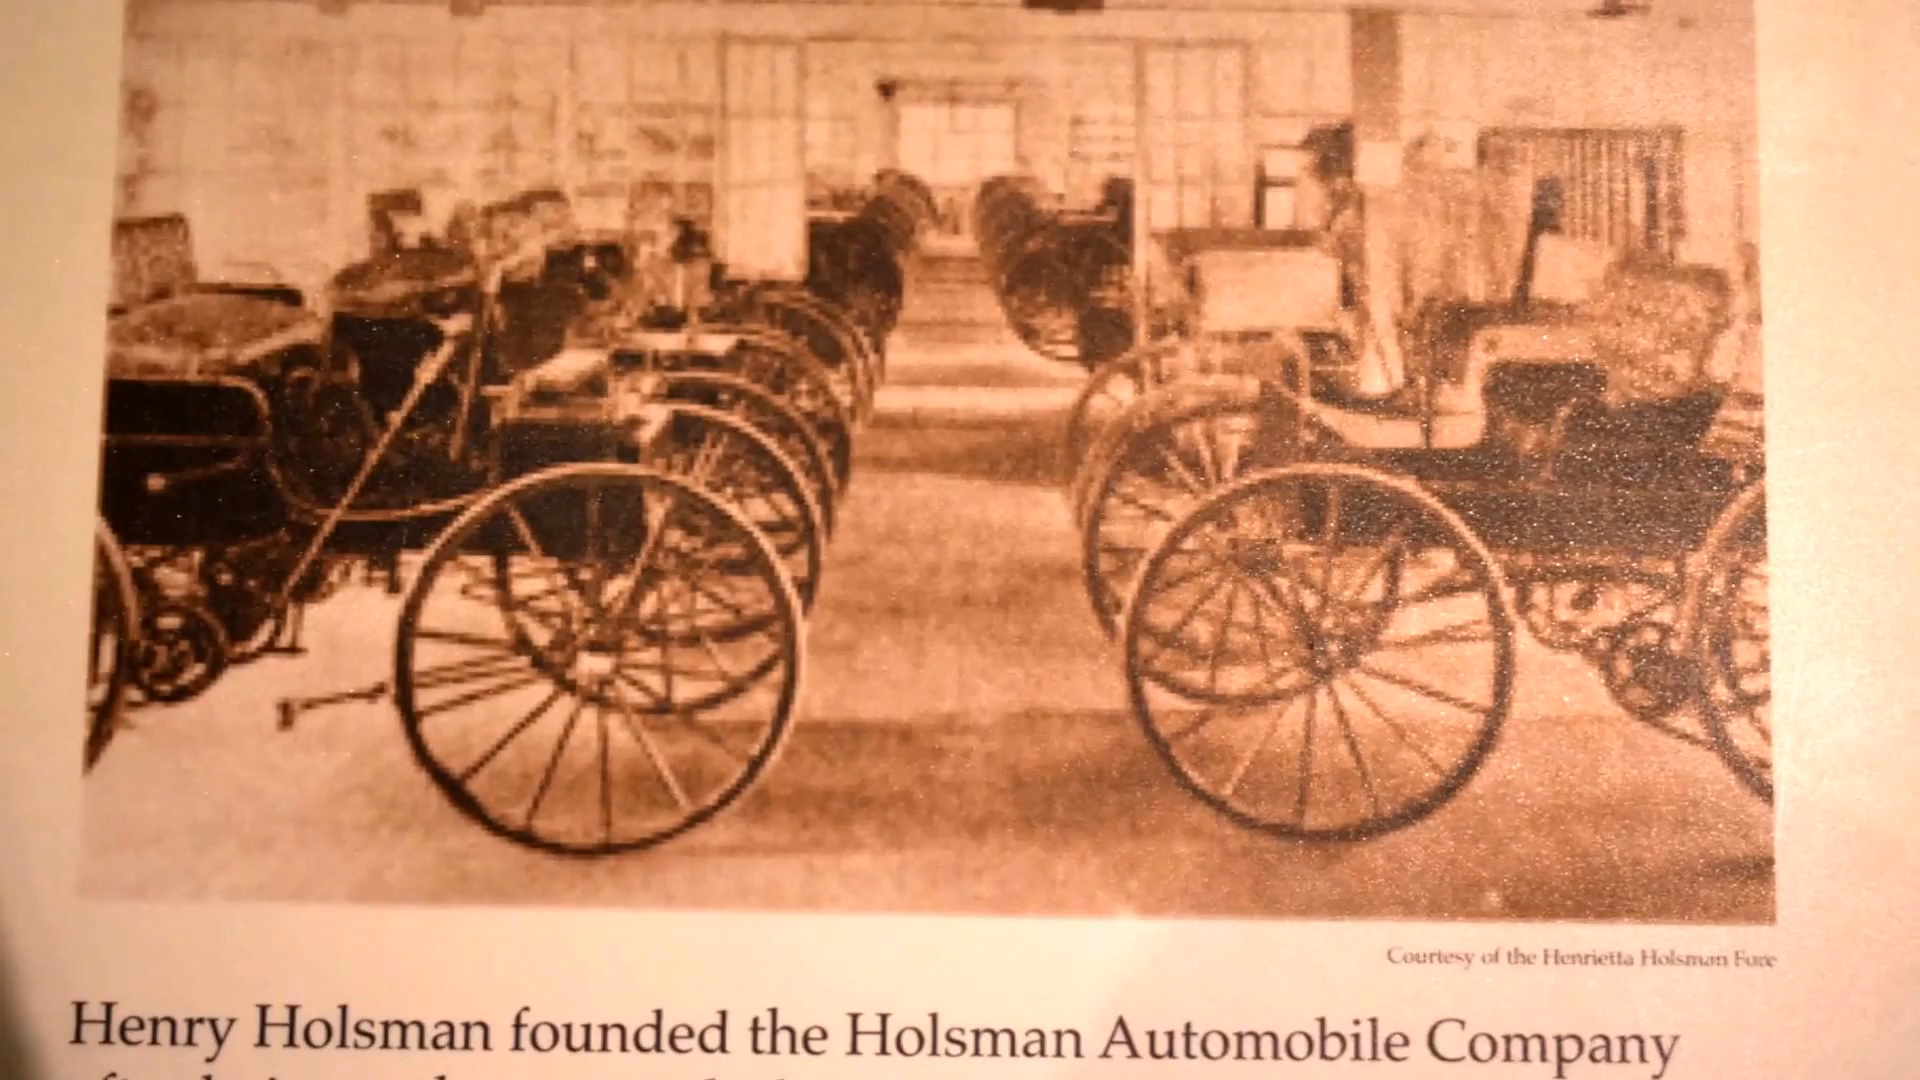 Courtesy of the Henrietta Holsman Fore
Henry Holsman founded the Holsman Automobile Company